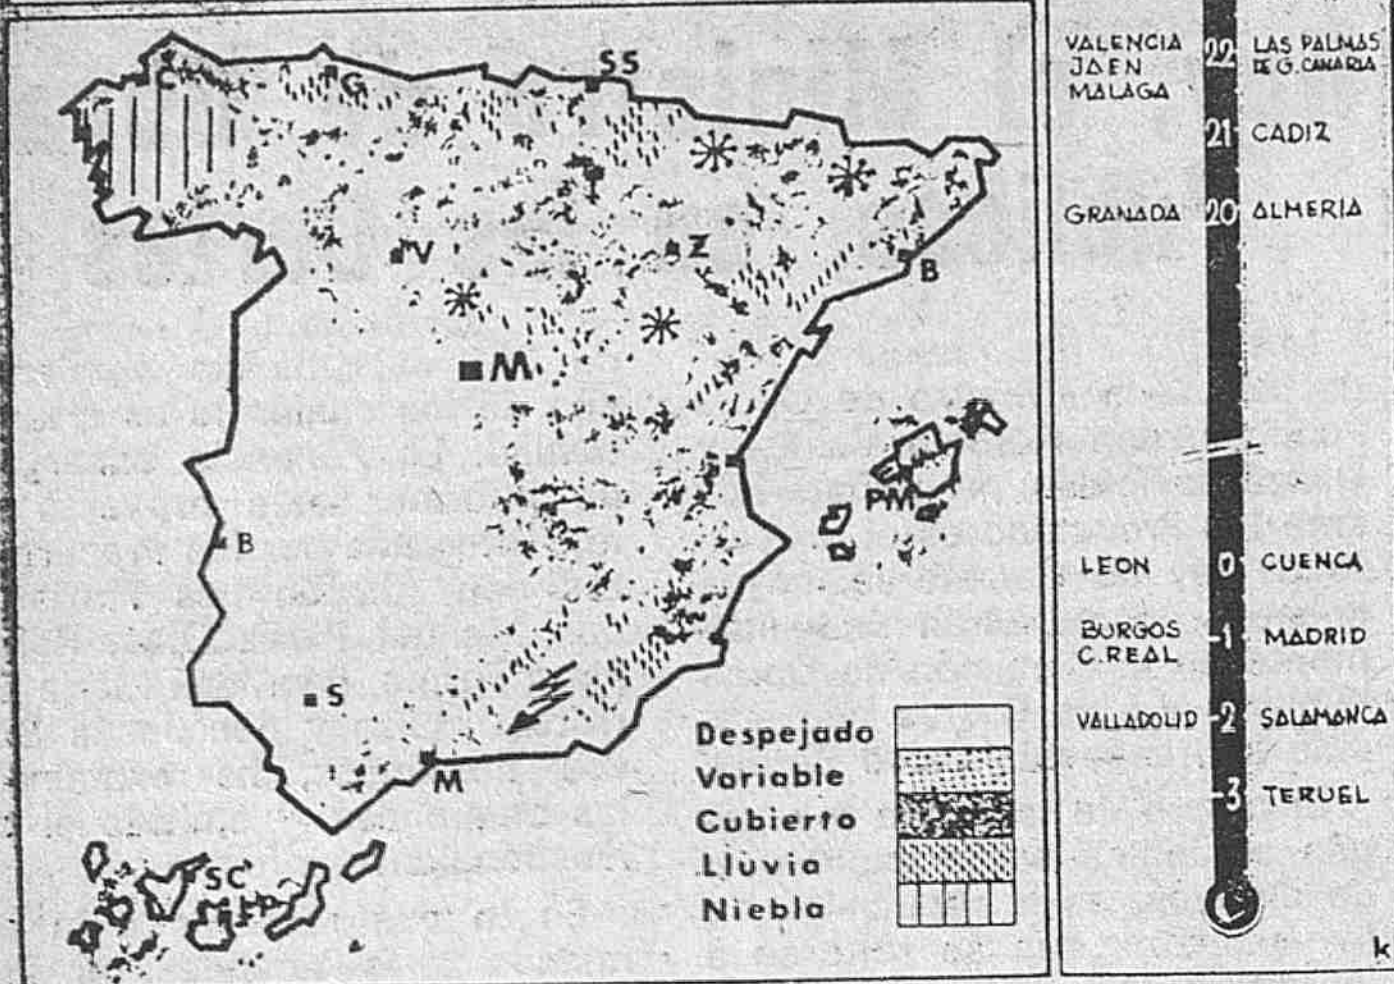 SS
C
G
V
Z
B
M
PM
B
S
M
SC
LP
Despejado
Variable
Cubierto
Lluvia
Niebla
VALENCIA
JAEN
MALAGA
22
LAS PALMAS
DE G. CANARIA
21
CADIZ
GRANADA
20
ALMERIA
LEON
0
CUENCA
BURGOS
C. REAL
-1
MADRID
VALLADOLID
-2
SALAMANCA
-3
TERUEL
k